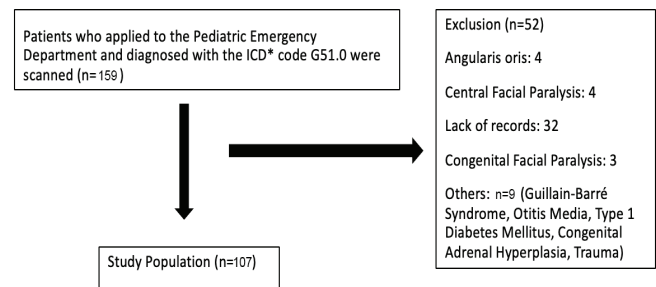 Patients who applied to the Pediatric Emergency
Department and diagnosed with the ICD* code G51.0 were
scanned (n=159)
Exclusion (n=52)
Angularis oris: 4
Central Facial Paralysis: 4
Lack of records: 32
Congenital Facial Paralysis: 3
Others: n=9 (Guillain-Barré
Syndrome, Otitis Media, Type 1
Diabetes Mellitus, Congenital
Adrenal Hyperplasia, Trauma)
Study Population (n=107)